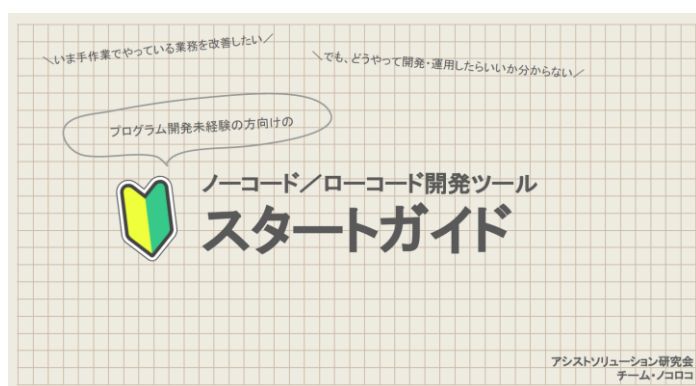 ＼いま手作業でやっている業務を改善したい／
＼でも、どうやって開発・運用したらいいか分からない／
プログラム開発未経験の方向けの
ノーコード／ローコード開発ツール
スタートガイド
アシストソリューション研究会
チーム・ノコロコ